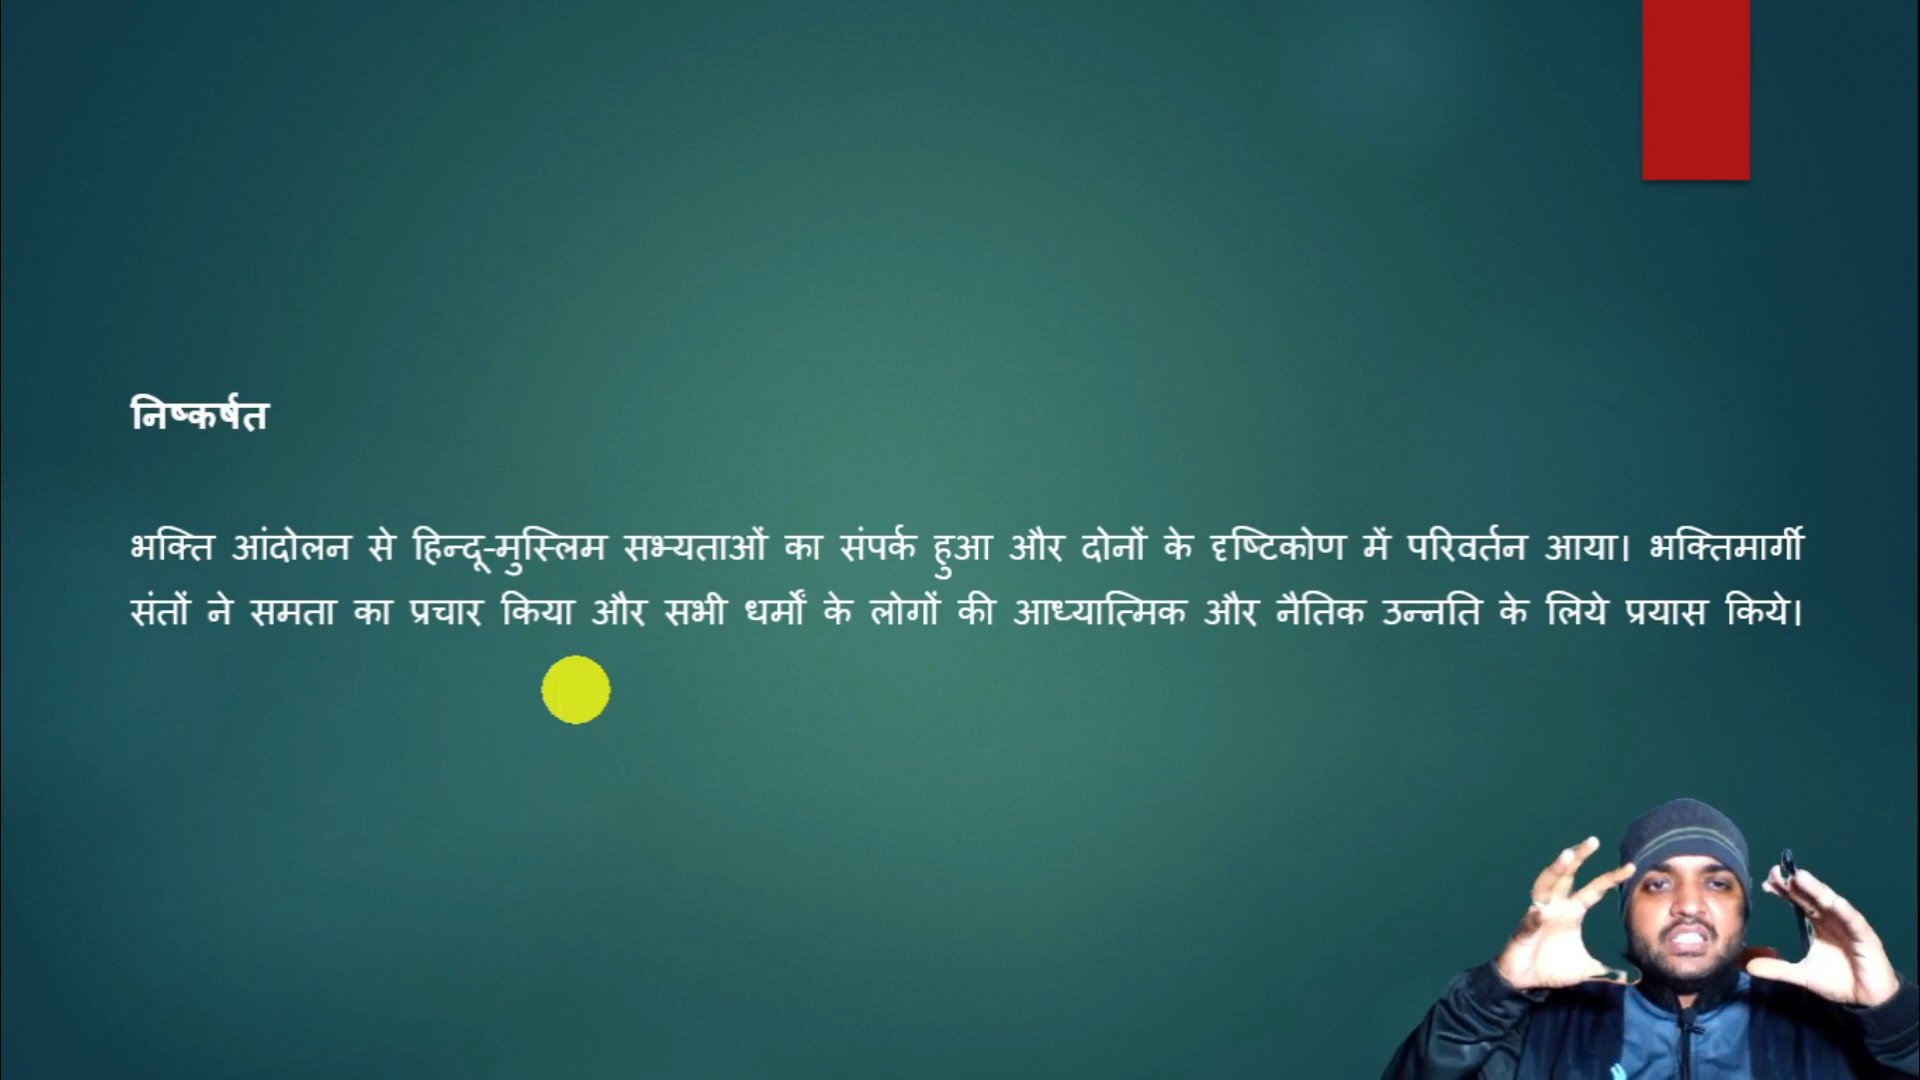 निष्कर्षत
भक्ति आंदोलन से हिन्दू-मुस्लिम सभ्यताओं का संपर्क हुआ और दोनों के दृष्टिकोण में परिवर्तन आया। भक्तिमार्गी
संतों ने समता का प्रचार किया और सभी धर्मों के लोगों की आध्यात्मिक और नैतिक उन्नति के लिये प्रयास किये।